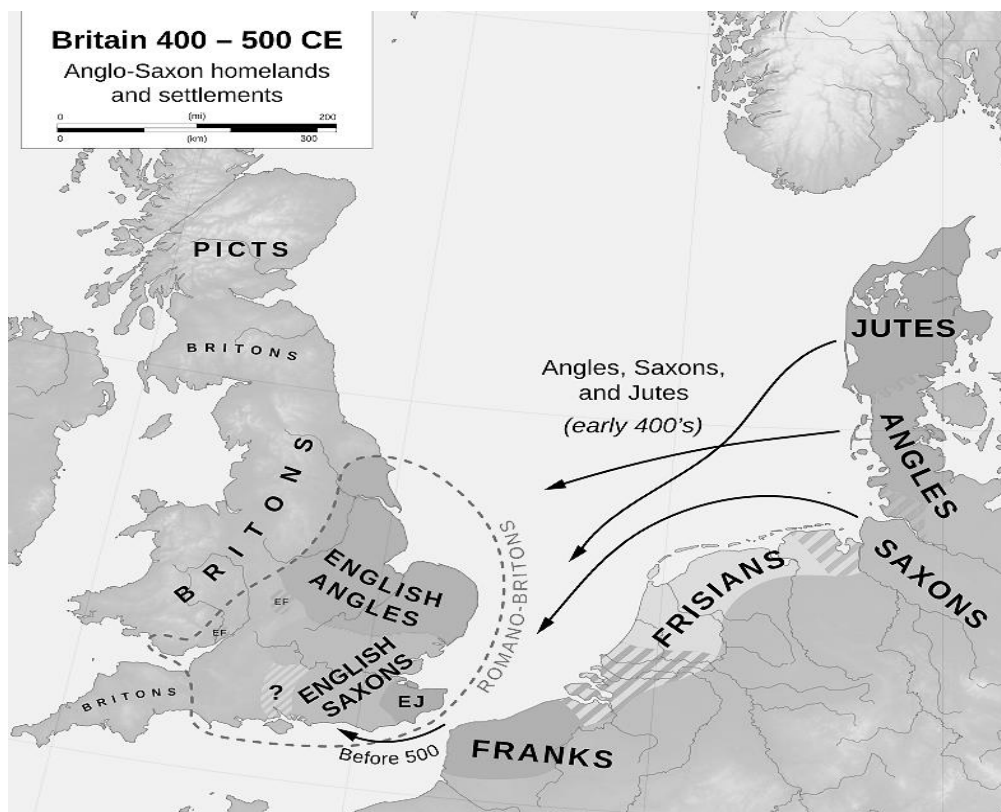 Britain 400 – 500 CE
Anglo-Saxon homelands
and settlements
0 (mi) 200
0 (km) 300
PICTS
BRITONS
JUTES
Angles, Saxons,
and Jutes
(early 400's)
ANGLES
BRITONS
ROMANO-BRITONS
SAXONS
ENGLISH
ANGLES
FRISIANS
EF
EF
ENGLISH
SAXONS
?
BRITONS
EJ
Before 500
FRANKS